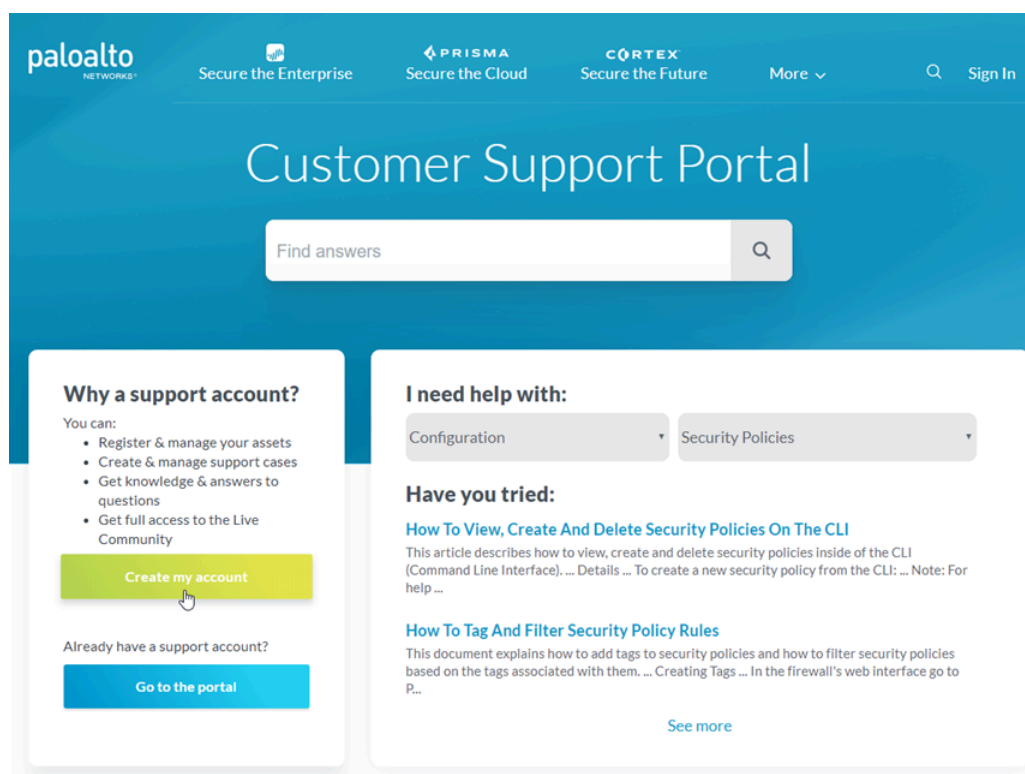 paloalto
NETWORKS
Secure the Enterprise
PRISMA
Secure the Cloud
CORTEX
Secure the Future
More
Sign In
Customer Support Portal
Find answers
Why a support account?
You can:
• Register & manage your assets
• Create & manage support cases
• Get knowledge & answers to
questions
• Get full access to the Live
Community
Create my account
Already have a support account?
Go to the portal
I need help with:
Configuration
Security Policies
Have you tried:
How To View, Create And Delete Security Policies On The CLI
This article describes how to view, create and delete security policies inside of the CLI
(Command Line Interface). ... Details ... To create a new security policy from the CLI: ... Note: For
help ...
How To Tag And Filter Security Policy Rules
This document explains how to add tags to security policies and how to filter security policies
based on the tags associated with them. ... Creating Tags ... In the firewall's web interface go to
P...
See more